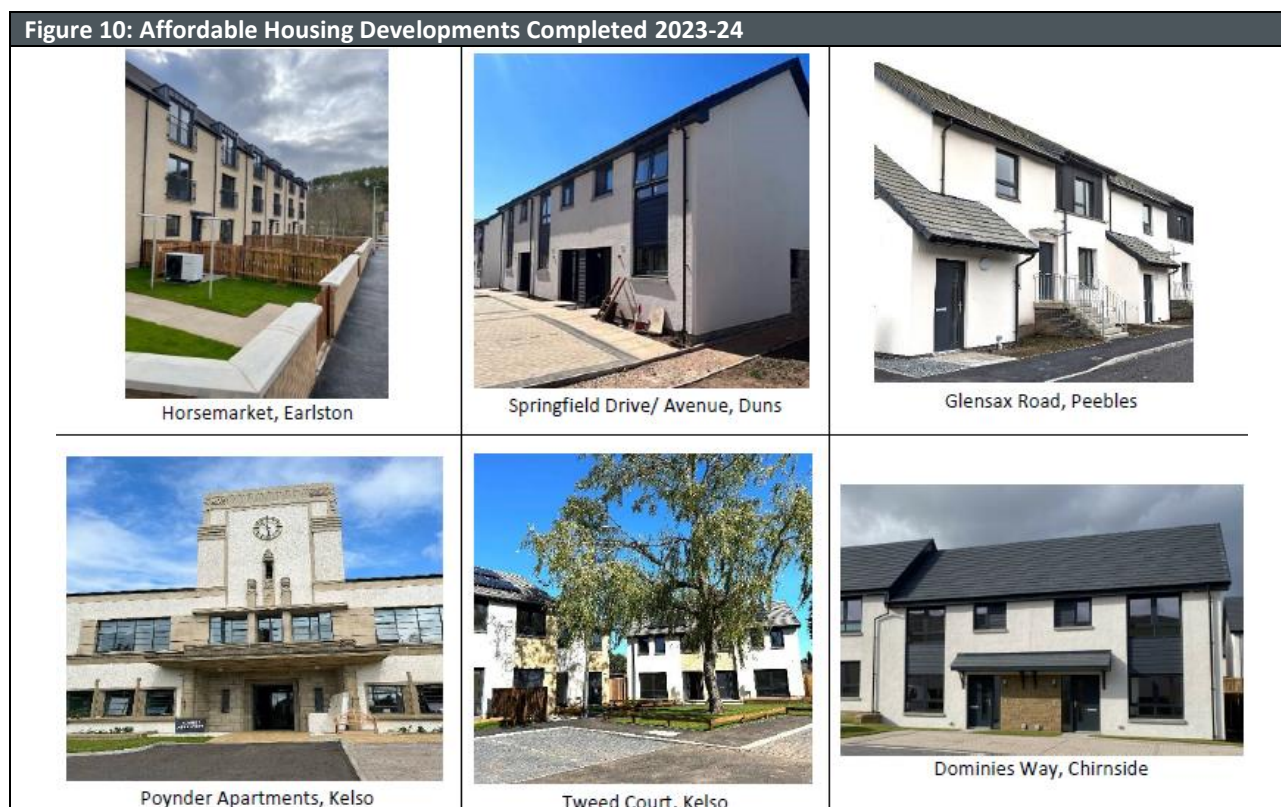 Figure 10: Affordable Housing Developments Completed 2023-24
Horsemarket, Earlston
Springfield Drive/ Avenue, Duns
Glensax Road, Peebles
Poynder Apartments, Kelso
Tweed Court, Kelso
Dominies Way, Chirnside